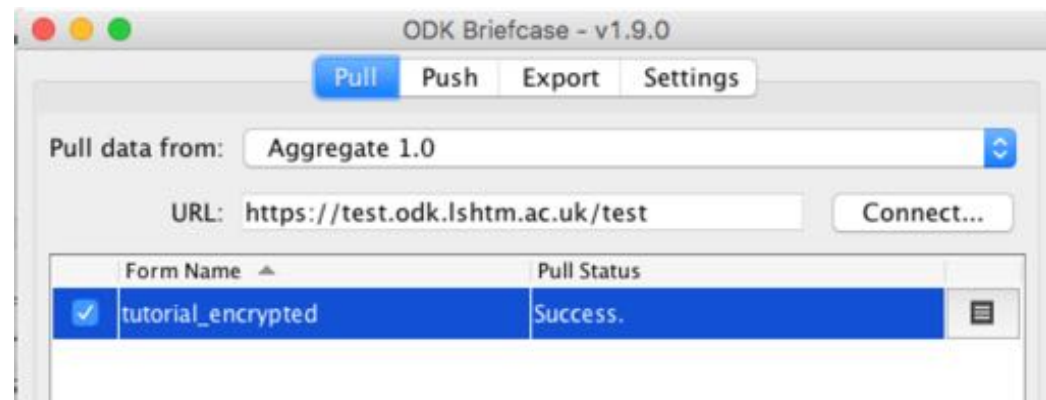 ODK Briefcase - v1.9.0
Pull Push Export Settings
Pull data from: Aggregate 1.0
URL: https://test.odk.lshtm.ac.uk/test Connect...
Form Name Pull Status
tutorial_encrypted Success.